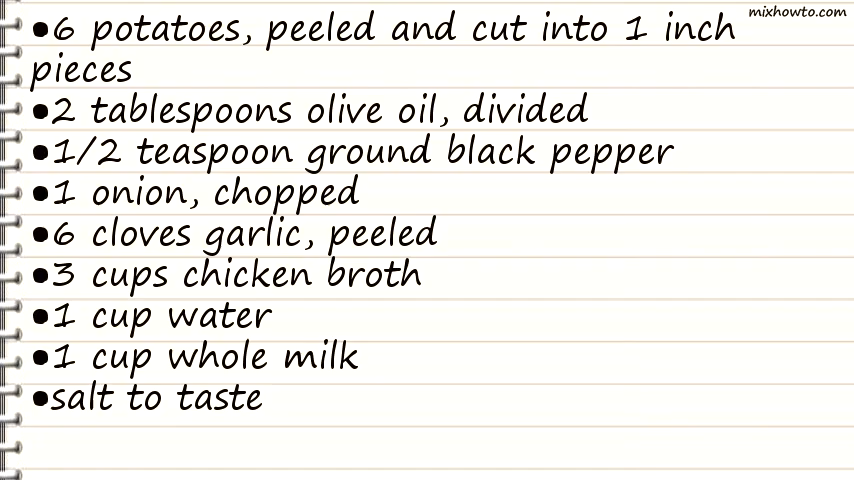 mixhowto.com
•6 potatoes, peeled and cut into 1 inch
pieces
•2 tablespoons olive oil, divided
•1/2 teaspoon ground black pepper
•1 onion, chopped
•6 cloves garlic, peeled
•3 cups chicken broth
•1 cup water
•1 cup whole milk
•salt to taste